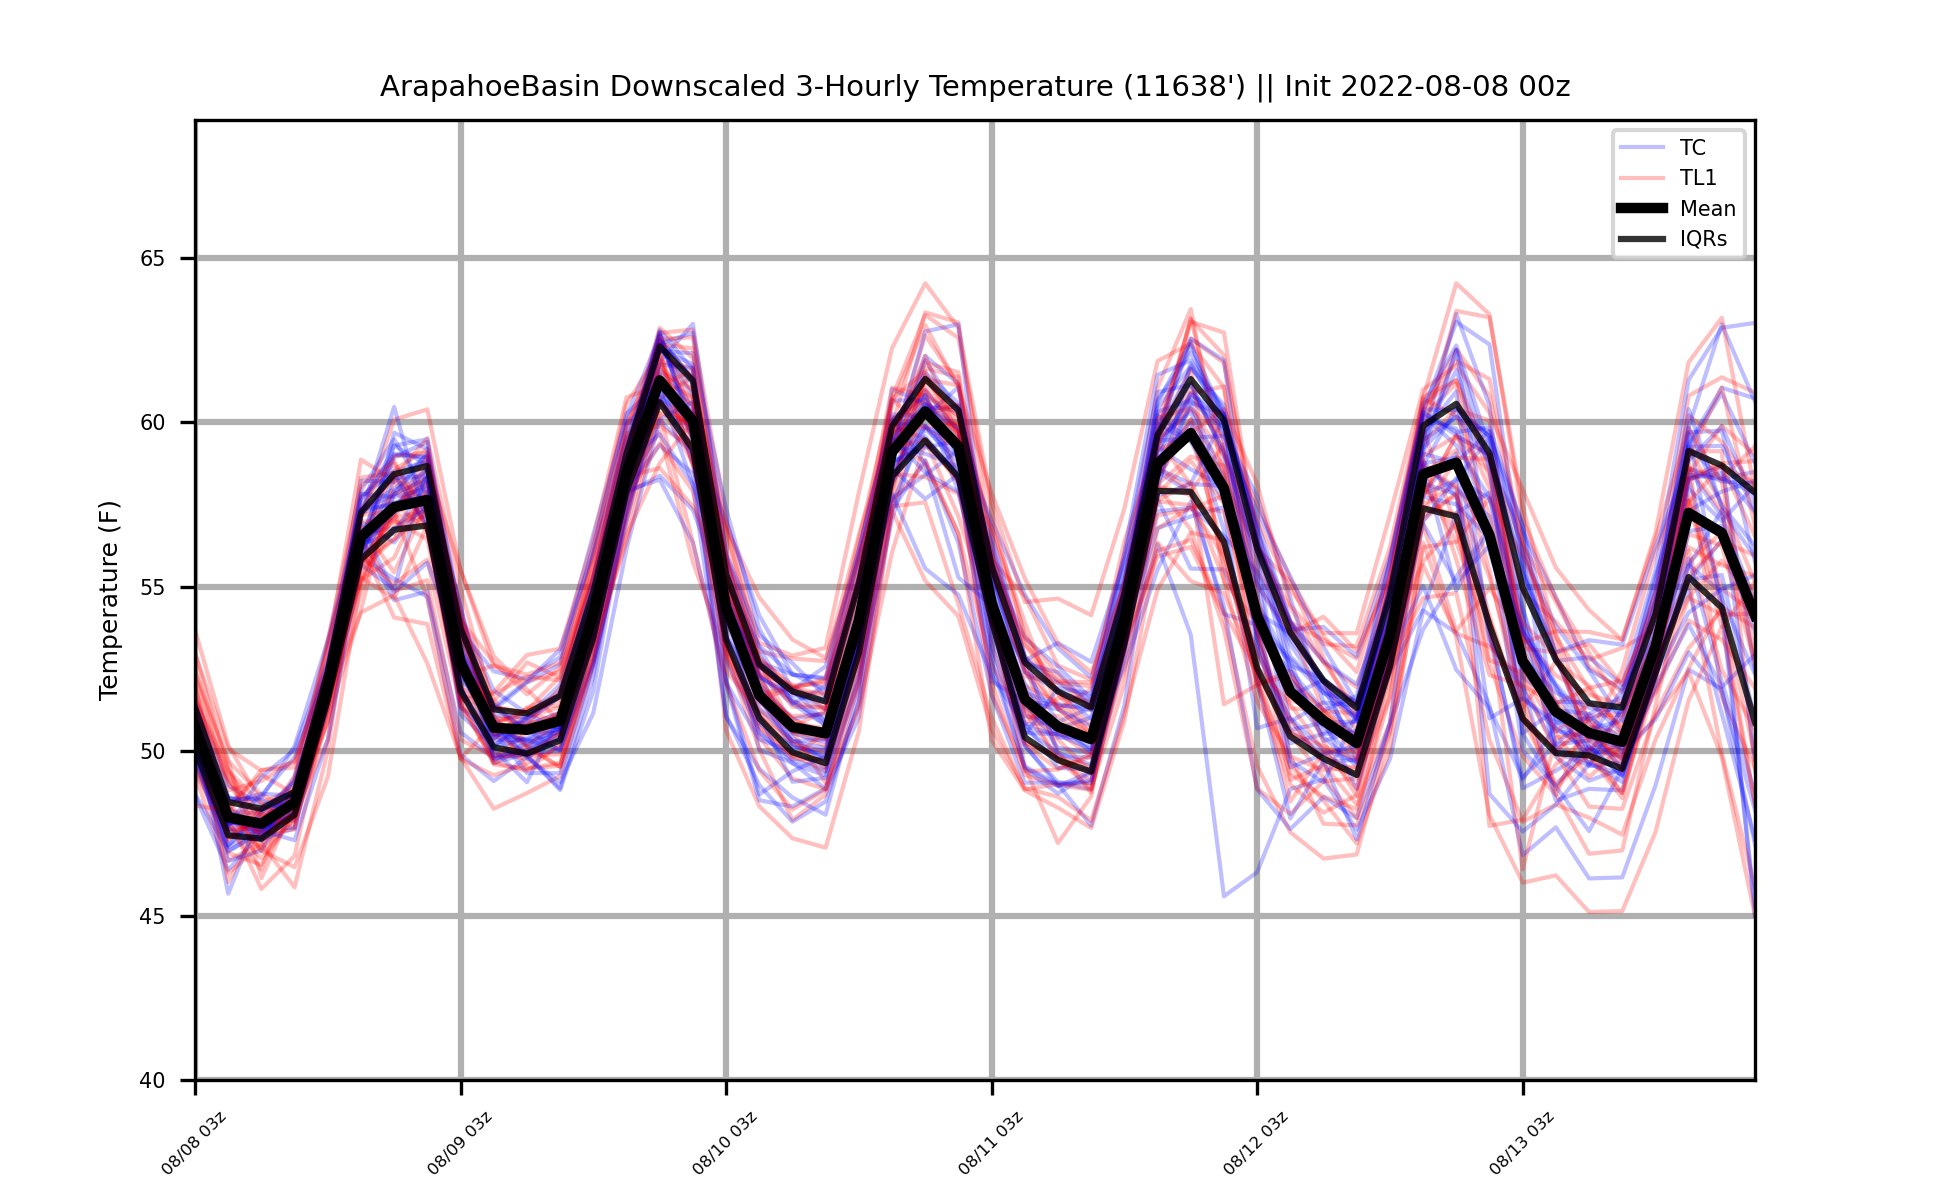 ArapahoeBasin Downscaled 3-Hourly Temperature (11638') || Init 2022-08-08 00z
TC
TL1
Mean
IQRs
Temperature (F)
65
60
55
50
45
40
08/08 03z
08/09 03z
08/10 03z
08/11 03z
08/12 03z
08/13 03z